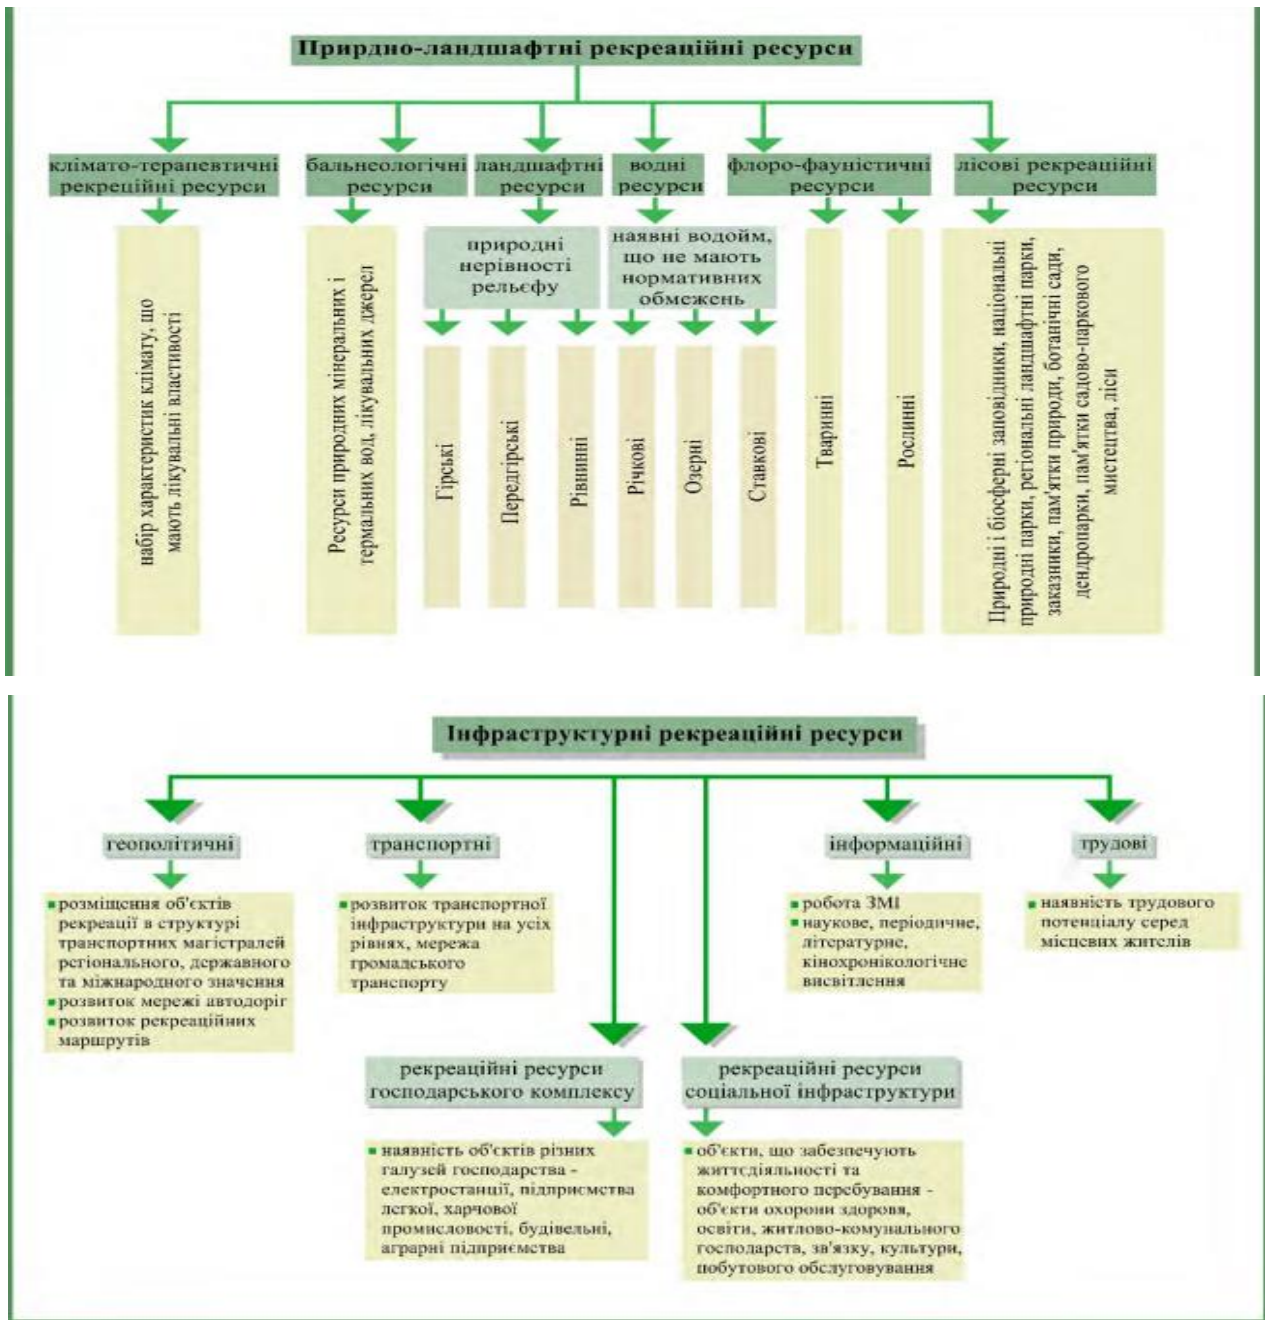 Прирдно-ландшафтні рекреаційні ресурси
клімато-терапевтичні
рекреційні ресурси
бальнеологічні
ресурси
ландшафтні
ресурси
водні
ресурси
флоро-фауністичні
ресурси
лісові рекреаційні
ресурси
набір характеристик клімату, що
мають лікувальні властивості
Ресурси природних мінеральних і
термальних вод, лікувальних джерел
природні
нерівності
рельєфу
наявні водойм,
що не мають
нормативних
обмежень
Гірські
Передгірські
Рівнинні
Річкові
Озерні
Ставкові
Тваринні
Рослинні
Природні і біосферні заповідники, національні
природні парки, регіональні ландшафтні парки,
заказники, пам'ятки природи, ботанічні сади,
дендропарки, пам'ятки садово-паркового
мистецтва, ліси
Інфраструктурні рекреаційні ресурси
геополітичні
транспортні
інформаційні
трудові
розміщення об'єктів
рекреації в структурі
транспортних магістралей
регіонального, державного
та міжнародного значення
розвиток мережі автодоріг
розвиток рекреаційних
маршрутів
розвиток транспортної
інфраструктури на усіх
рівнях, мережа
громадського
транспорту
робота ЗМІ
наукове, періодичне,
літературне,
кінохронікологічне
висвітлення
наявність трудового
потенціалу серед
місцевих жителів
рекреаційні ресурси
господарського комплексу
рекреаційні ресурси
соціальної інфраструктури
наявність об'єктів різних
галузей господарства -
електростанції, підприємства
легкої, харчової
промисловості, будівельні,
аграрні підприємства
об'єкти, що забезпечують
життєдіяльності та
комфортного перебування -
об'єкти охорони здоровя,
освіти, житлово-комунального
господарств, зв'язку, культури,
побутового обслуговування